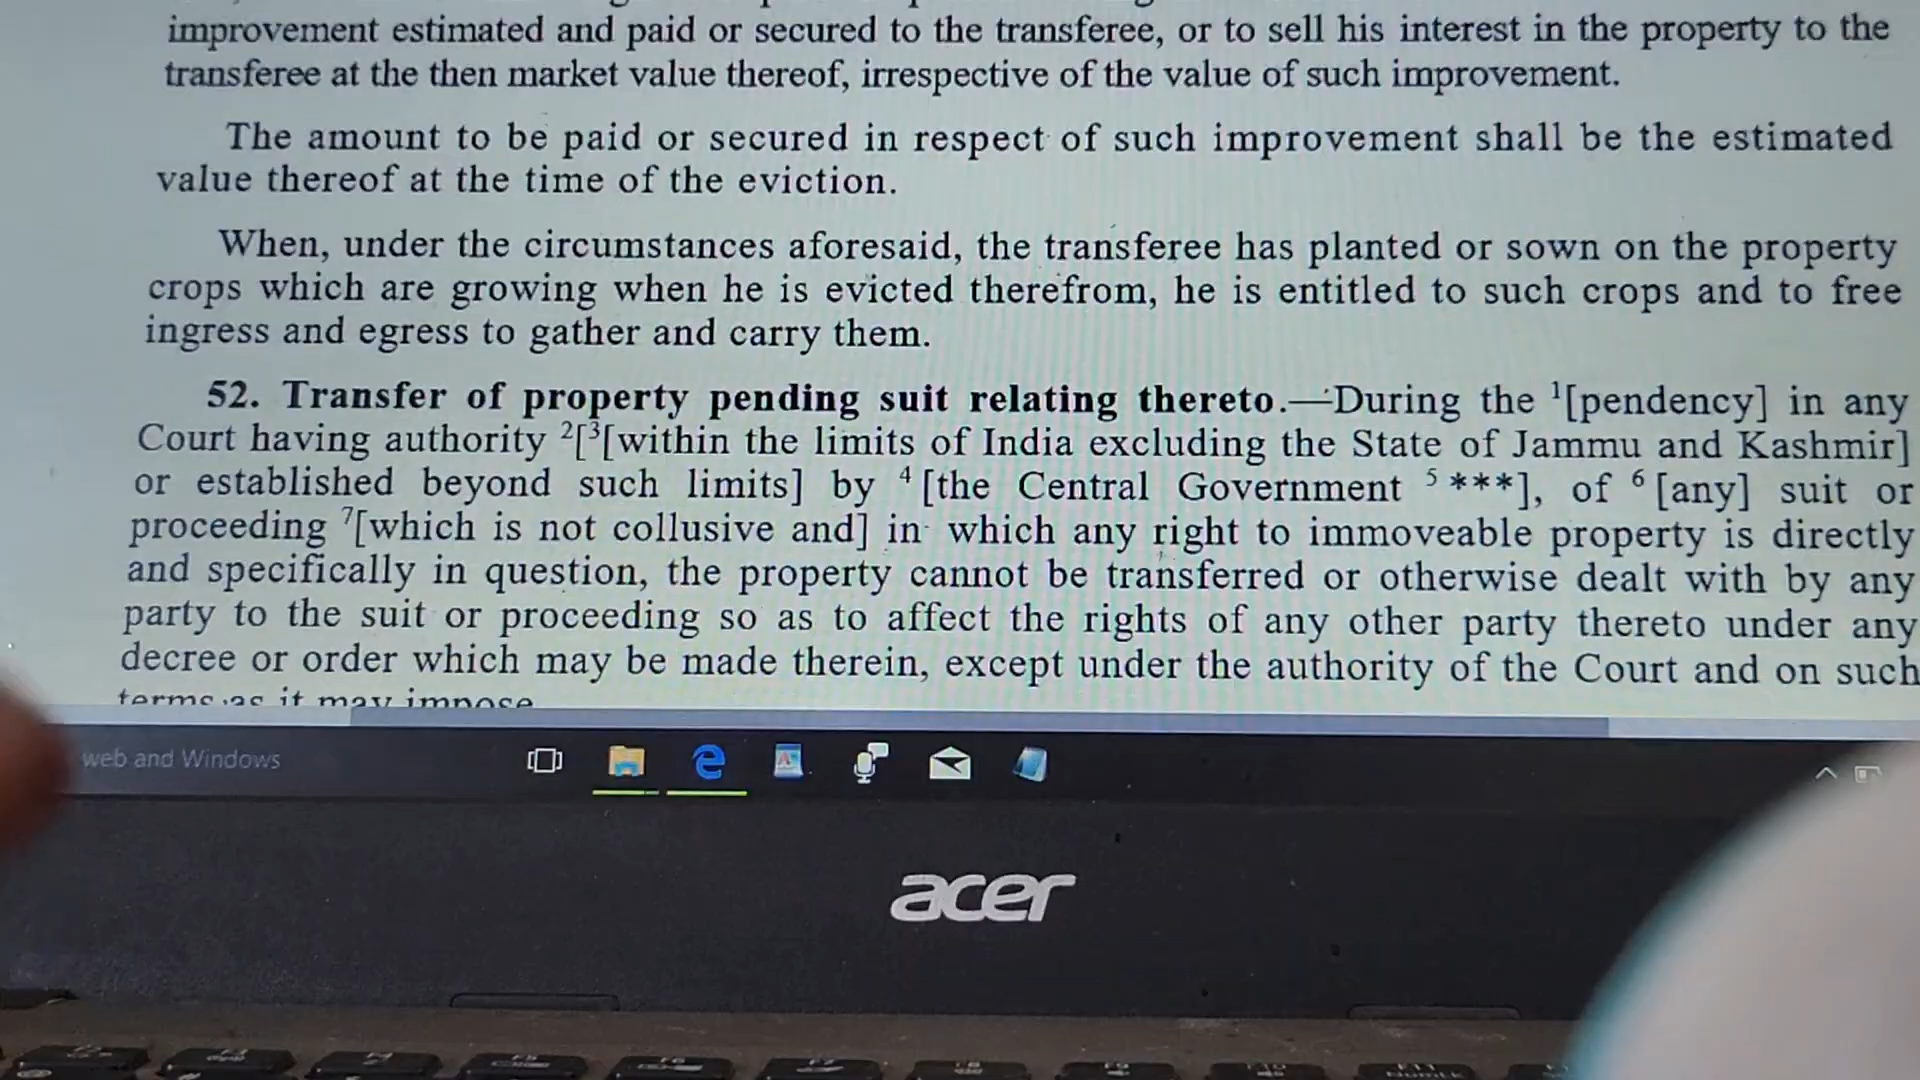 improvement estimated and paid or secured to the transferee, or to sell his interest in the property to the
transferee at the then market value thereof, irrespective of the value of such improvement.
The amount to be paid or secured in respect of such improvement shall be the estimated
value thereof at the time of the eviction.
When, under the circumstances aforesaid, the transferee has planted or sown on the property
crops which are growing when he is evicted therefrom, he is entitled to such crops and to free
ingress and egress to gather and carry them.
52. Transfer of property pending suit relating thereto.—During the ¹[pendency] in any
Court having authority ²[³[within the limits of India excluding the State of Jammu and Kashmir]
or established beyond such limits] by ⁴[the Central Government ⁵***], of ⁶[any] suit or
proceeding ⁷[which is not collusive and] in which any right to immoveable property is directly
and specifically in question, the property cannot be transferred or otherwise dealt with by any
party to the suit or proceeding so as to affect the rights of any other party thereto under any
decree or order which may be made therein, except under the authority of the Court and on such
terms as it may impose
web and Windows
acer